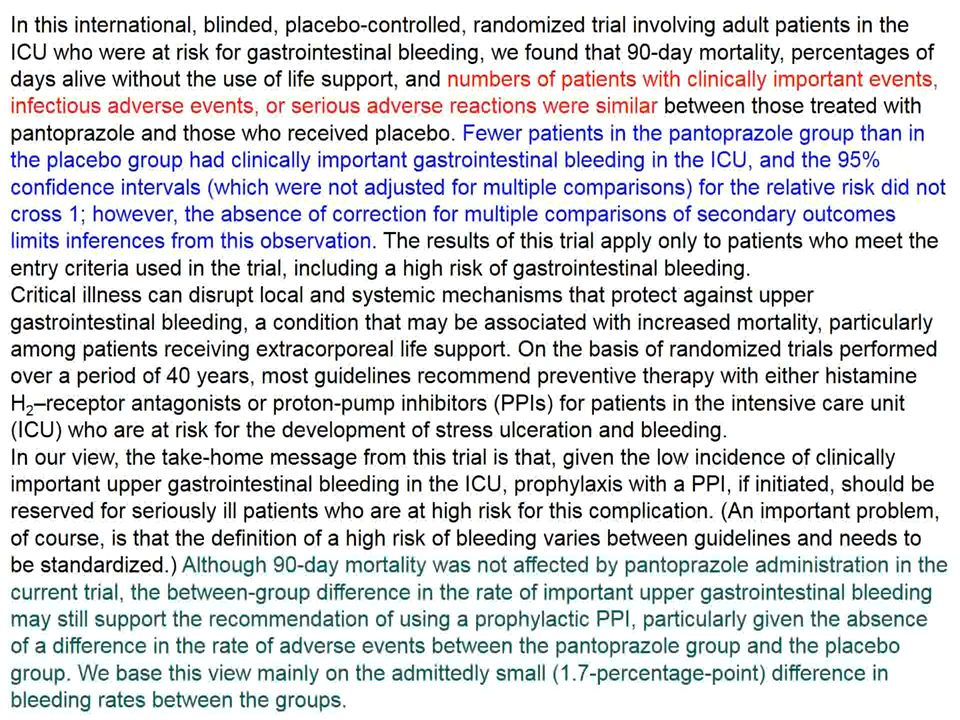 In this international, blinded, placebo-controlled, randomized trial involving adult patients in the
ICU who were at risk for gastrointestinal bleeding, we found that 90-day mortality, percentages of
days alive without the use of life support, and numbers of patients with clinically important events,
infectious adverse events, or serious adverse reactions were similar between those treated with
pantoprazole and those who received placebo. Fewer patients in the pantoprazole group than in
the placebo group had clinically important gastrointestinal bleeding in the ICU, and the 95%
confidence intervals (which were not adjusted for multiple comparisons) for the relative risk did not
cross 1; however, the absence of correction for multiple comparisons of secondary outcomes
limits inferences from this observation. The results of this trial apply only to patients who meet the
entry criteria used in the trial, including a high risk of gastrointestinal bleeding.
Critical illness can disrupt local and systemic mechanisms that protect against upper
gastrointestinal bleeding, a condition that may be associated with increased mortality, particularly
among patients receiving extracorporeal life support. On the basis of randomized trials performed
over a period of 40 years, most guidelines recommend preventive therapy with either histamine
H₂–receptor antagonists or proton-pump inhibitors (PPIs) for patients in the intensive care unit
(ICU) who are at risk for the development of stress ulceration and bleeding.
In our view, the take-home message from this trial is that, given the low incidence of clinically
important upper gastrointestinal bleeding in the ICU, prophylaxis with a PPI, if initiated, should be
reserved for seriously ill patients who are at high risk for this complication. (An important problem,
of course, is that the definition of a high risk of bleeding varies between guidelines and needs to
be standardized.) Although 90-day mortality was not affected by pantoprazole administration in the
current trial, the between-group difference in the rate of important upper gastrointestinal bleeding
may still support the recommendation of using a prophylactic PPI, particularly given the absence
of a difference in the rate of adverse events between the pantoprazole group and the placebo
group. We base this view mainly on the admittedly small (1.7-percentage-point) difference in
bleeding rates between the groups.